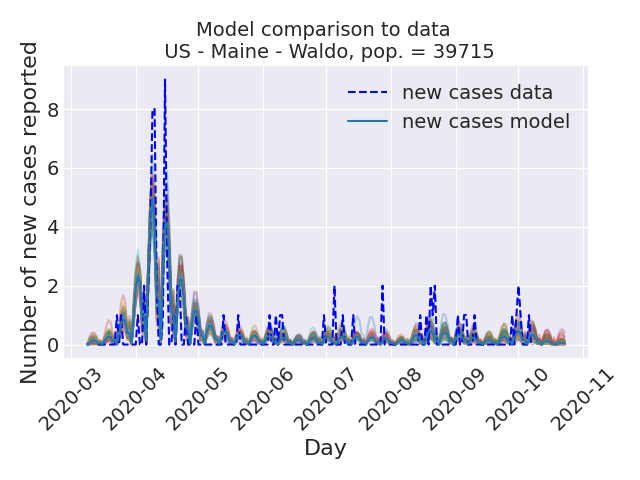 Model comparison to data
US - Maine - Waldo, pop. = 39715
Number of new cases reported
8
6
4
2
0
new cases data
new cases model
2020-03
2020-04
2020-05
2020-06
2020-07
2020-08
2020-09
2020-10
2020-11
Day